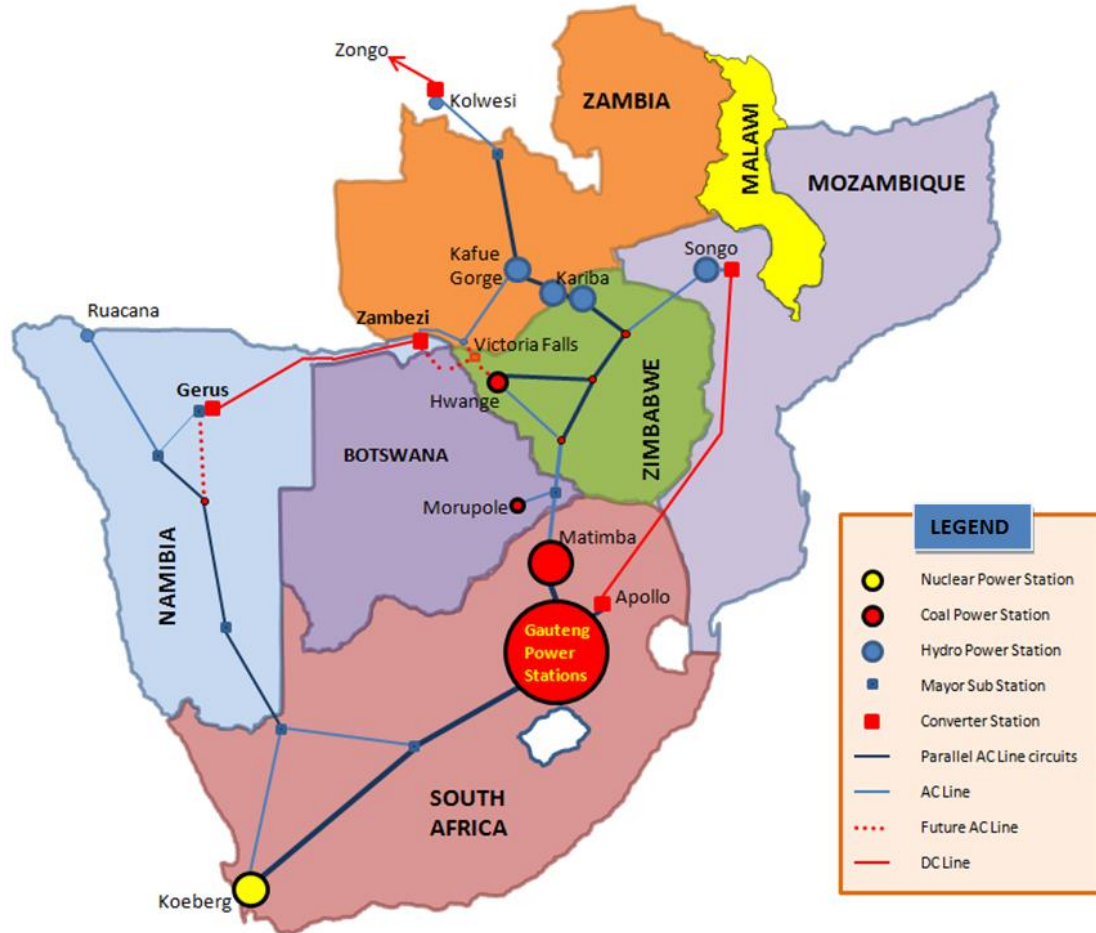 Zongo
Kolwesi
ZAMBIA
MALAWI
MOZAMBIQUE
Kafue
Gorge
Kariba
Songo
Ruacana
Zambezi
Victoria Falls
Gerus
Hwange
ZIMBABWE
BOTSWANA
Morupole
NAMIBIA
Matimba
Apollo
Gauteng
Power
Stations
SOUTH
AFRICA
Koeberg
LEGEND
Nuclear Power Station
Coal Power Station
Hydro Power Station
Mayor Sub Station
Converter Station
Parallel AC Line circuits
AC Line
Future AC Line
DC Line